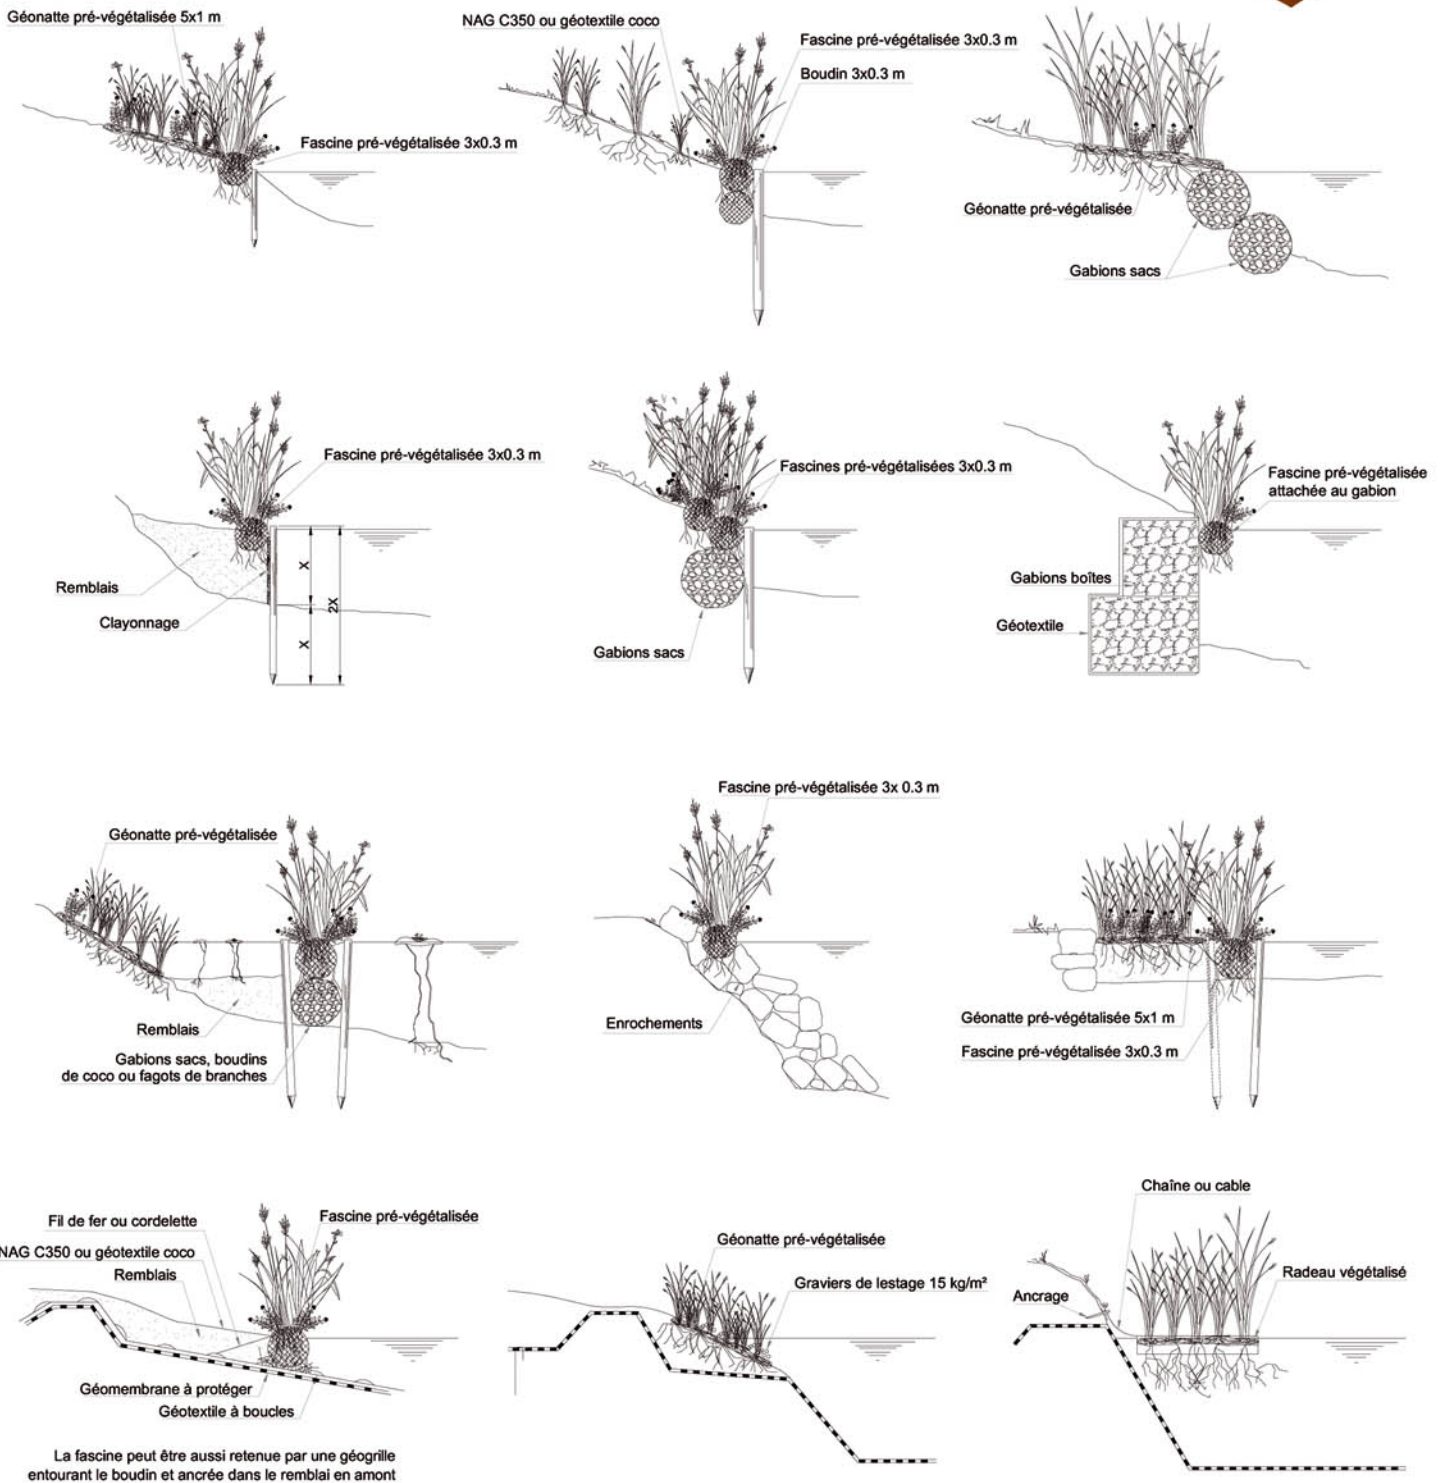 Géonatte pré-végétalisée 5x1 m
Fascine pré-végétalisée 3x0.3 m
NAG C350 ou géotextile coco
Fascine pré-végétalisée 3x0.3 m
Boudin 3x0.3 m
Géonatte pré-végétalisée
Gabions sacs
Fascine pré-végétalisée 3x0.3 m
Remblais
Clayonnage
X
2X
X
Fascines pré-végétalisées 3x0.3 m
Gabions sacs
Fascine pré-végétalisée
attachée au gabion
Gabions boîtes
Géotextile
Géonatte pré-végétalisée
Remblais
Gabions sacs, boudins
de coco ou fagots de branches
Fascine pré-végétalisée 3x 0.3 m
Enrochements
Géonatte pré-végétalisée 5x1 m
Fascine pré-végétalisée 3x0.3 m
Fil de fer ou cordelette
Fascine pré-végétalisée
NAG C350 ou géotextile coco
Remblais
Géomembrane à protéger
Géotextile à boucles
La fascine peut être aussi retenue par une géogrille
entourant le boudin et ancrée dans le remblai en amont
Géonatte pré-végétalisée
Graviers de lestage 15 kg/m²
Chaîne ou cable
Ancrage
Radeau végétalisé